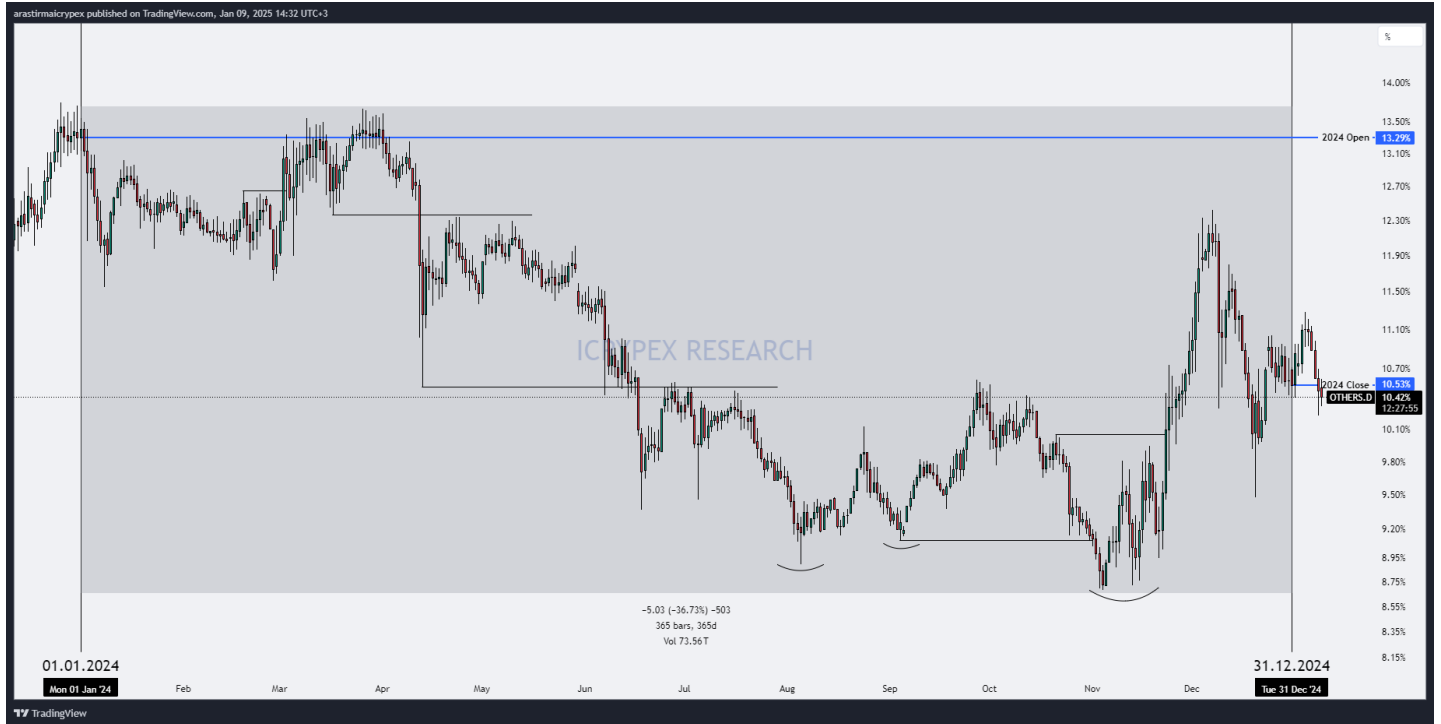 arastirmaicrypex published on TradingView.com, Jan 09, 2025 14:32 UTC+3
%
14.00%
13.50%
2024 Open - 13.29%
13.10%
12.70%
12.30%
11.90%
11.50%
11.10%
ICRYPEX RESEARCH
10.70%
2024 Close - 10.53%
OTHERS.D 10.42%
12:27:55
10.10%
9.80%
9.50%
9.20%
8.95%
8.75%
8.55%
−5.03 (−36.73%) −503
365 bars, 365d
8.35%
Vol 73.56T
8.15%
01.01.2024 31.12.2024
Mon 01 Jan '24 Feb Mar Apr May Jun Jul Aug Sep Oct Nov Dec Tue 31 Dec '24
TradingView